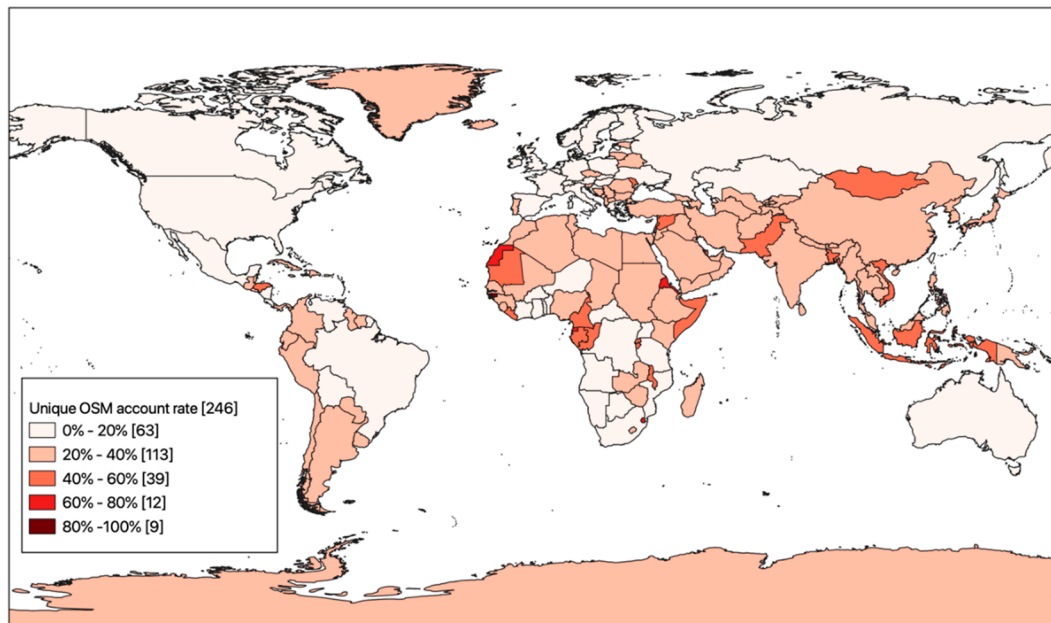 Unique OSM account rate [246]
0% - 20% [63]
20% - 40% [113]
40% - 60% [39]
60% - 80% [12]
80% -100% [9]